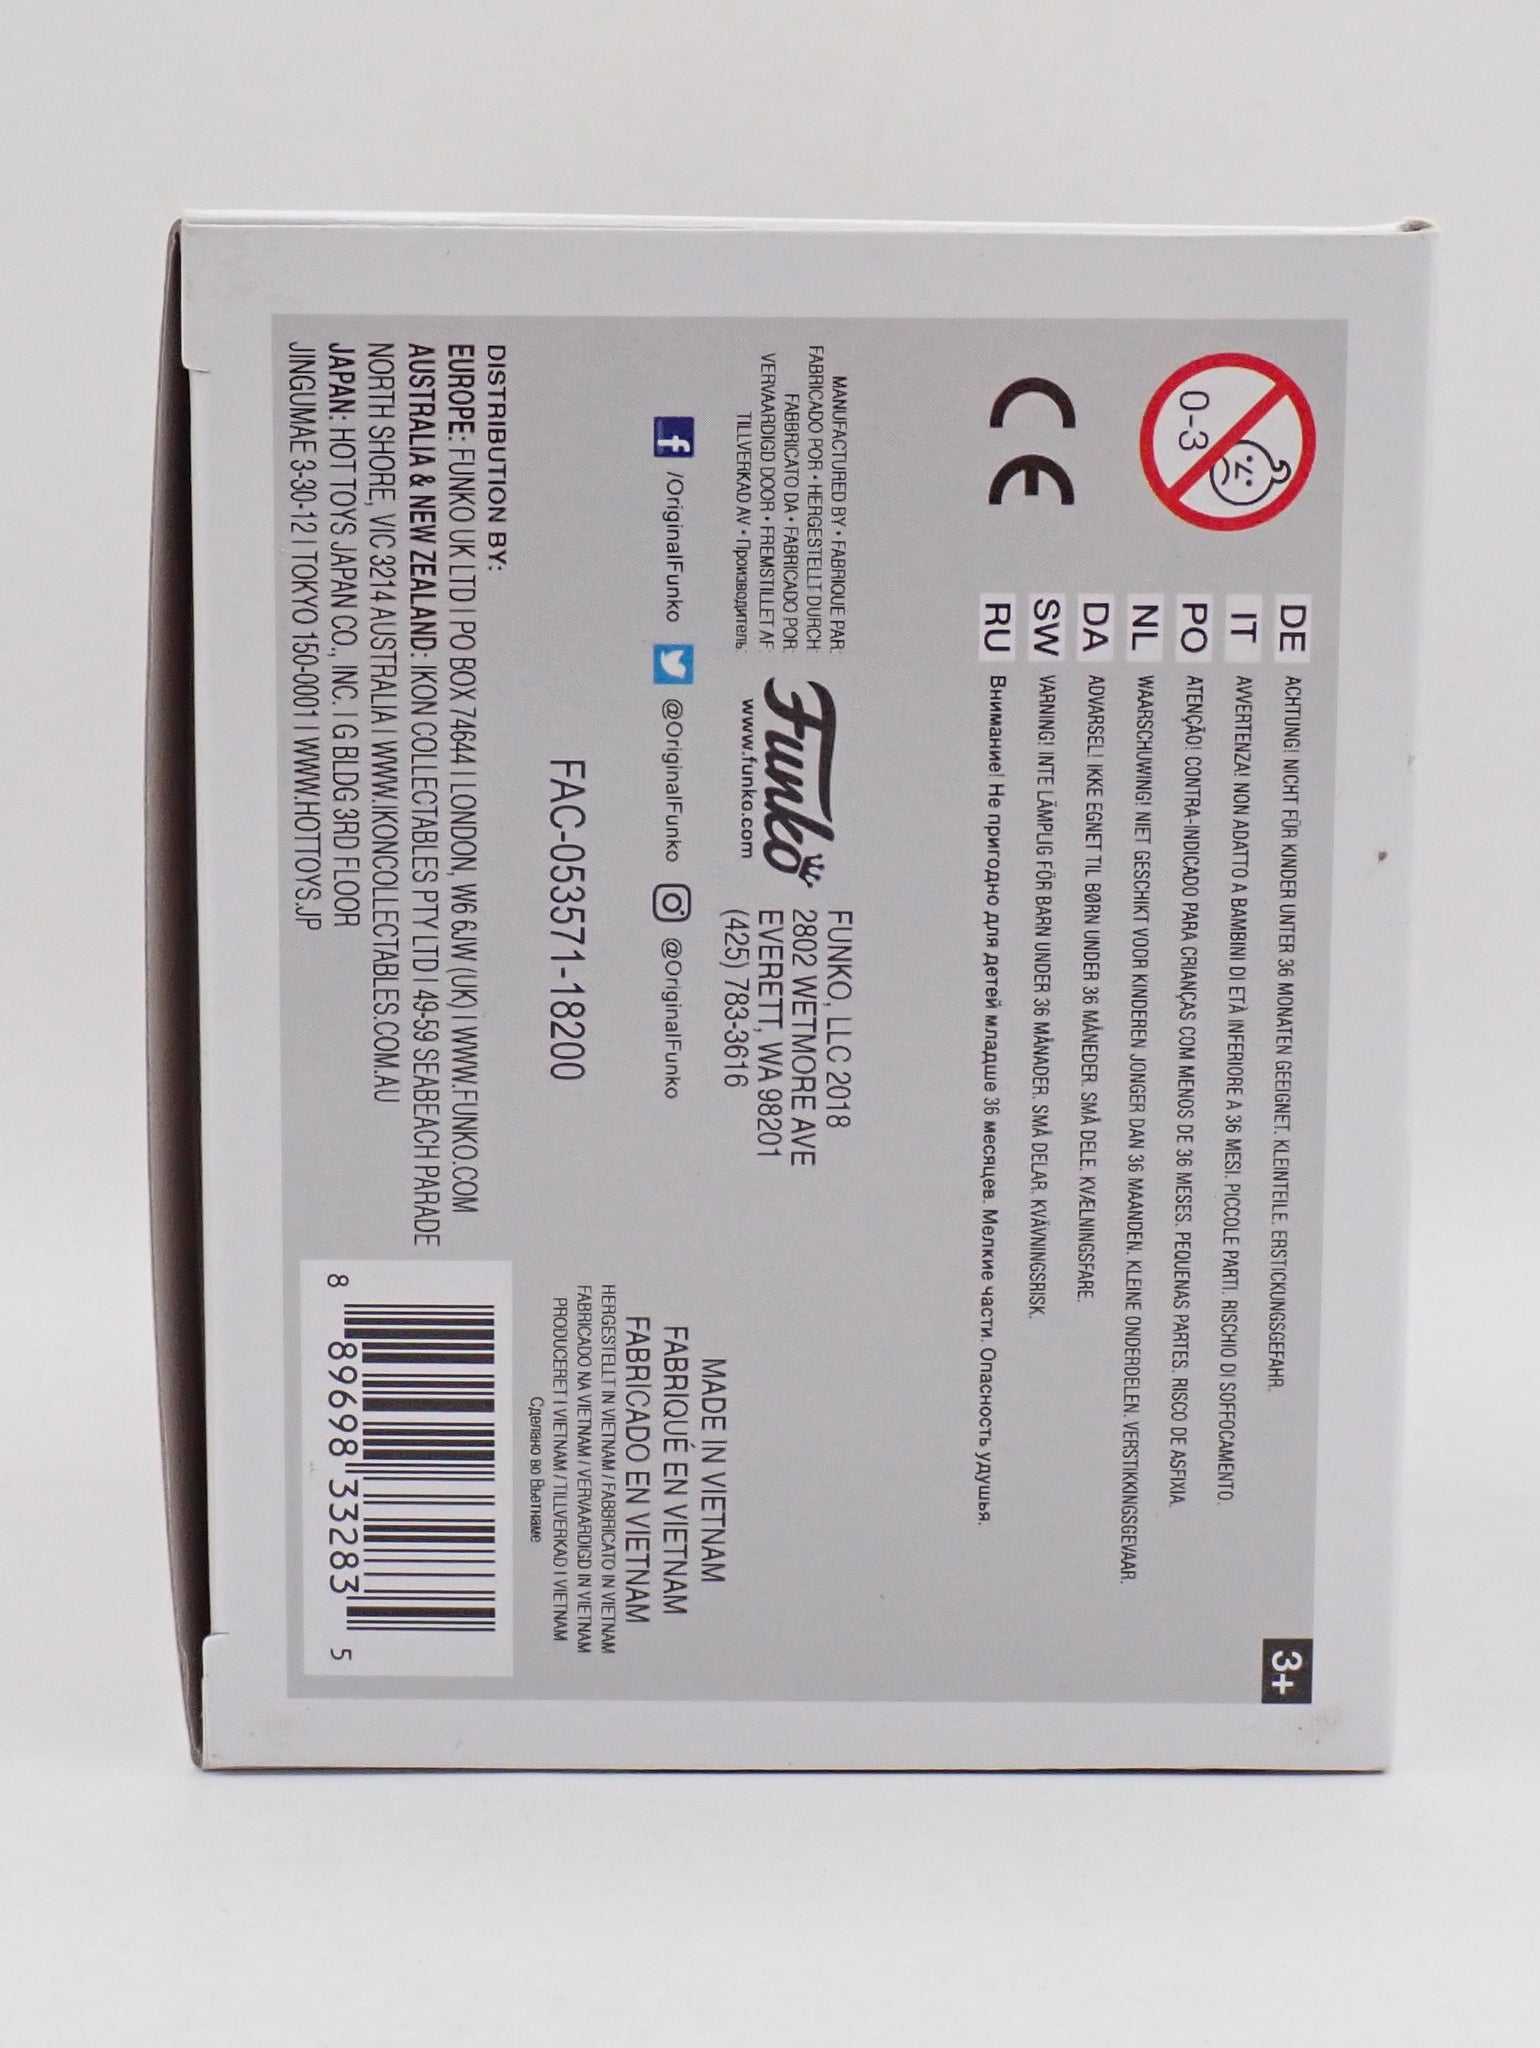 0-3
DE ACHTUNG! NICHT FÜR KINDER UNTER 36 MONATEN GEEIGNET. KLEINTEILE. ERSTICKUNGSGEFAHR.
IT AVVERTENZA! NON ADATTO A BAMBINI DI ETÀ INFERIORE A 36 MESI. PICCOLE PARTI. RISCHIO DI SOFFOCAMENTO.
PO ATENÇÃO! CONTRA-INDICADO PARA CRIANÇAS COM MENOS DE 36 MESES. PEQUENAS PARTES. RISCO DE ASFIXIA.
NL WAARSCHUWING! NIET GESCHIKT VOOR KINDEREN JONGER DAN 36 MAANDEN. KLEINE ONDERDELEN. VERSTIKKINGSGEVAAR.
DA ADVARSEL! IKKE EGNET TIL BØRN UNDER 36 MÅNEDER. SMÅ DELE. KVÆLNINGSFARE.
SW VARNING! INTE LÄMPLIG FÖR BARN UNDER 36 MÅNADER. SMÅ DELAR. KVÄVNINGSRISK.
RU Внимание! Не пригодно для детей младше 36 месяцев. Мелкие части. Опасность удушья.
3+
CE
MANUFACTURED BY • FABRIQUE PAR:
FABRICADO POR • HERGESTELLT DURCH:
FABBRICATO DA • FABRICADO POR:
VERVAARDIGD DOOR • FREMSTILLET AF:
TILLVERKAD AV • Производитель:
Funko
www.funko.com
FUNKO, LLC 2018
2802 WETMORE AVE
EVERETT, WA 98201
(425) 783-3616
/OriginalFunko @OriginalFunko @OriginalFunko
MADE IN VIETNAM
FABRIQUÉ EN VIETNAM
FABRICADO EN VIETNAM
HERGESTELLT IN VIETNAM / FABBRICATO IN VIETNAM
FABRICADO NA VIETNAM / VERVAARDIGD IN VIETNAM
PRODUCERET I VIETNAM / TILLVERKAD I VIETNAM
Сделано во Вьетнаме
FAC-053571-18200
DISTRIBUTION BY:
EUROPE: FUNKO UK LTD | PO BOX 74644 | LONDON, W6 6JW (UK) | WWW.FUNKO.COM
AUSTRALIA & NEW ZEALAND: IKON COLLECTABLES PTY LTD | 49-59 SEABEACH PARADE
NORTH SHORE, VIC 3214 AUSTRALIA | WWW.IKONCOLLECTABLES.COM.AU
JAPAN: HOT TOYS JAPAN CO., INC. | G BLDG 3RD FLOOR
JINGUMAE 3-30-12 | TOKYO 150-0001 | WWW.HOTTOYS.JP
8 89698 33283 5